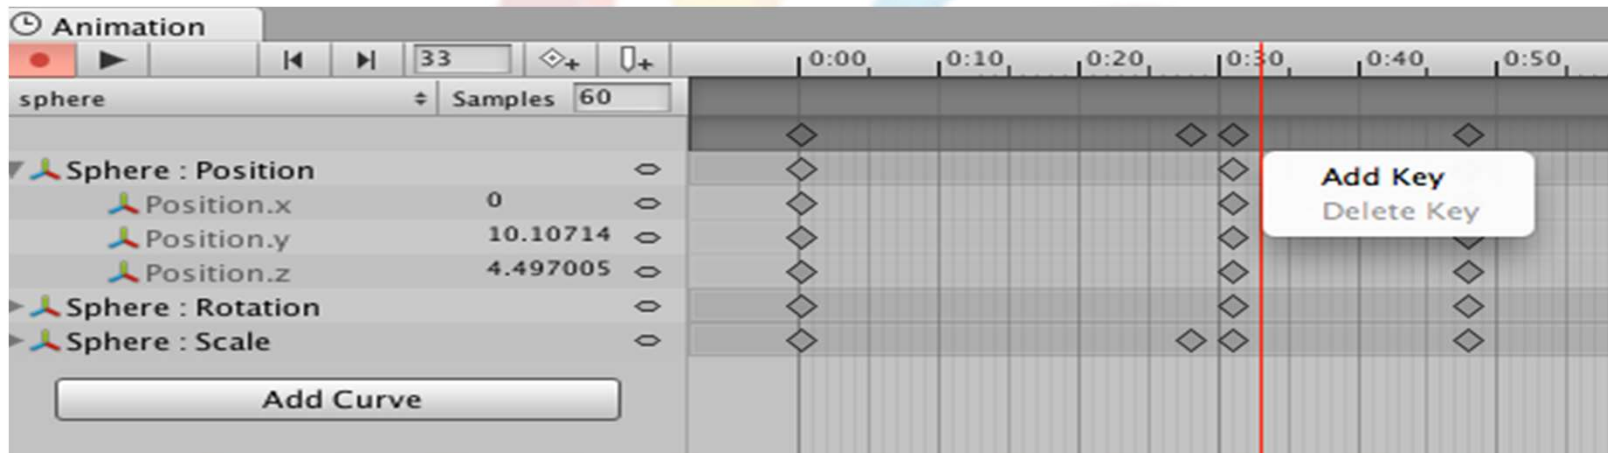 Animation
33 0:00 0:10 0:20 0:30 0:40 0:50
sphere Samples 60
Sphere : Position
Add Key
Position.x 0
Delete Key
Position.y 10.10714
Position.z 4.497005
Sphere : Rotation
Sphere : Scale
Add Curve